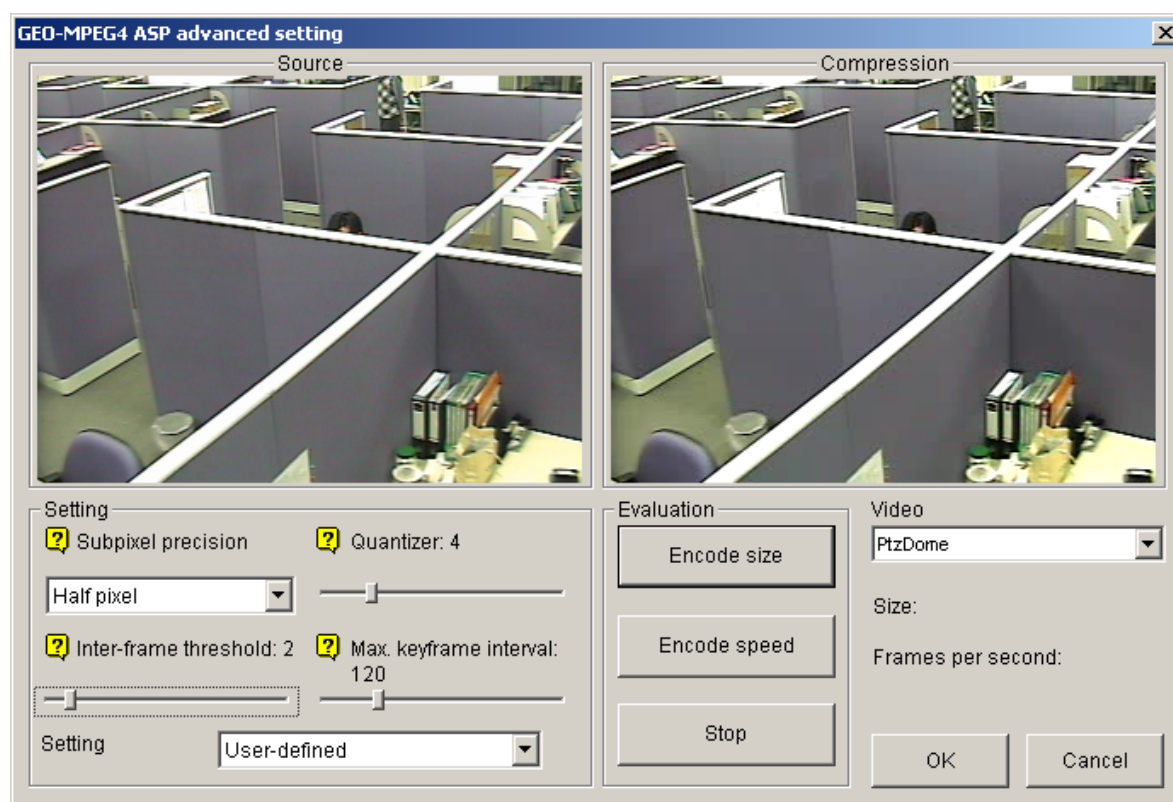 GEO-MPEG4 ASP advanced setting
Source
Compression
Setting
Subpixel precision
Quantizer: 4
Half pixel
Inter-frame threshold: 2
Max. keyframe interval:
120
Setting
User-defined
Evaluation
Encode size
Encode speed
Stop
Video
PtzDome
Size:
Frames per second:
OK
Cancel